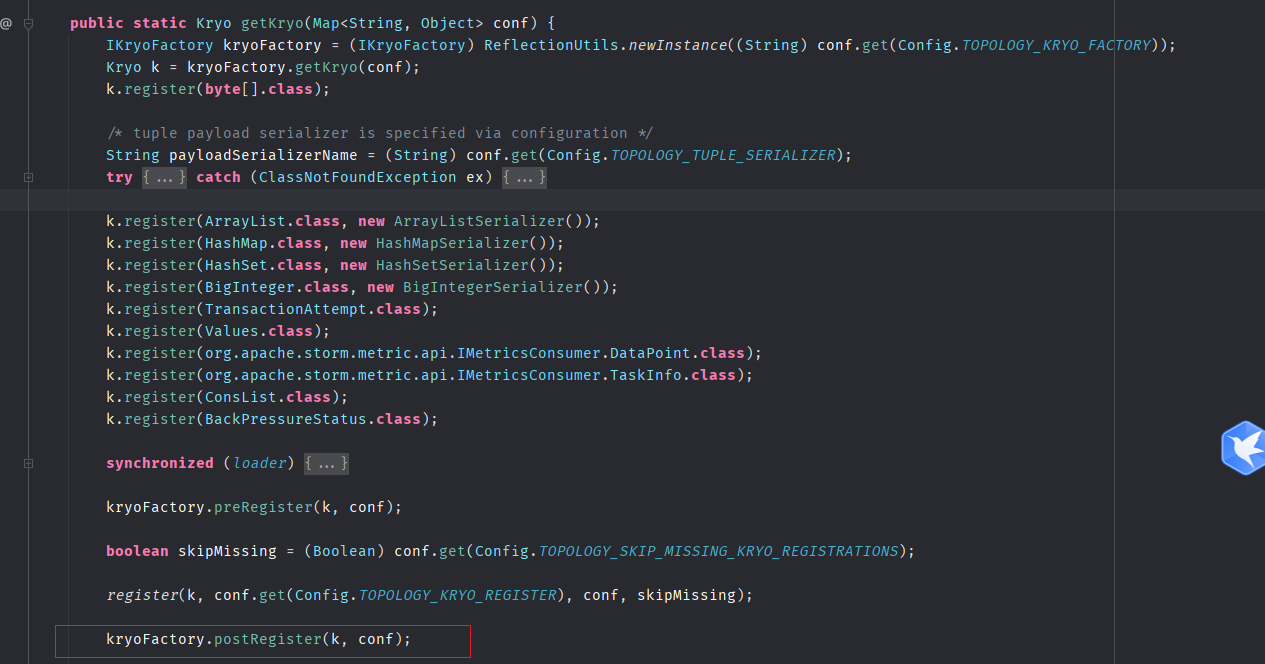 @
public static Kryo getKryo(Map<String, Object> conf) {
IKryoFactory kryoFactory = (IKryoFactory) ReflectionUtils.newInstance((String) conf.get(Config.TOPOLOGY_KRYO_FACTORY));
Kryo k = kryoFactory.getKryo(conf);
k.register(byte[].class);
/* tuple payload serializer is specified via configuration */
String payloadSerializerName = (String) conf.get(Config.TOPOLOGY_TUPLE_SERIALIZER);
try {...} catch (ClassNotFoundException ex) {...}
k.register(ArrayList.class, new ArrayListSerializer());
k.register(HashMap.class, new HashMapSerializer());
k.register(HashSet.class, new HashSetSerializer());
k.register(BigInteger.class, new BigIntegerSerializer());
k.register(TransactionAttempt.class);
k.register(Values.class);
k.register(org.apache.storm.metric.api.IMetricsConsumer.DataPoint.class);
k.register(org.apache.storm.metric.api.IMetricsConsumer.TaskInfo.class);
k.register(ConsList.class);
k.register(BackPressureStatus.class);
synchronized (loader) {...}
kryoFactory.preRegister(k, conf);
boolean skipMissing = (Boolean) conf.get(Config.TOPOLOGY_SKIP_MISSING_KRYO_REGISTRATIONS);
register(k, conf.get(Config.TOPOLOGY_KRYO_REGISTER), conf, skipMissing);
kryoFactory.postRegister(k, conf);